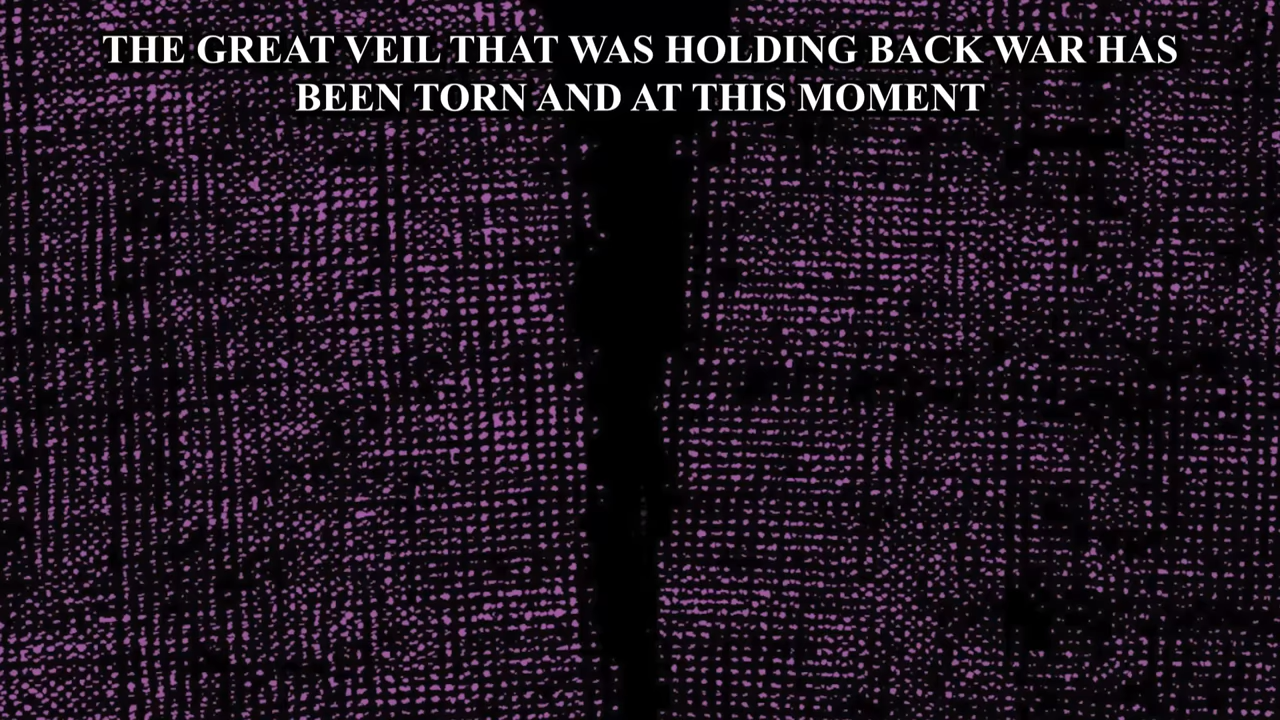 THE GREAT VEIL THAT WAS HOLDING BACK WAR HAS
BEEN TORN AND AT THIS MOMENT